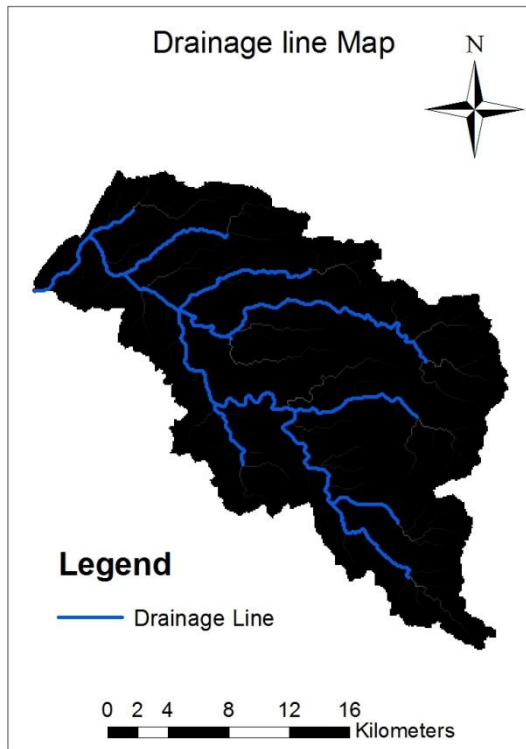 Drainage line Map
N
Legend
Drainage Line
0 2 4 8 12 16
Kilometers